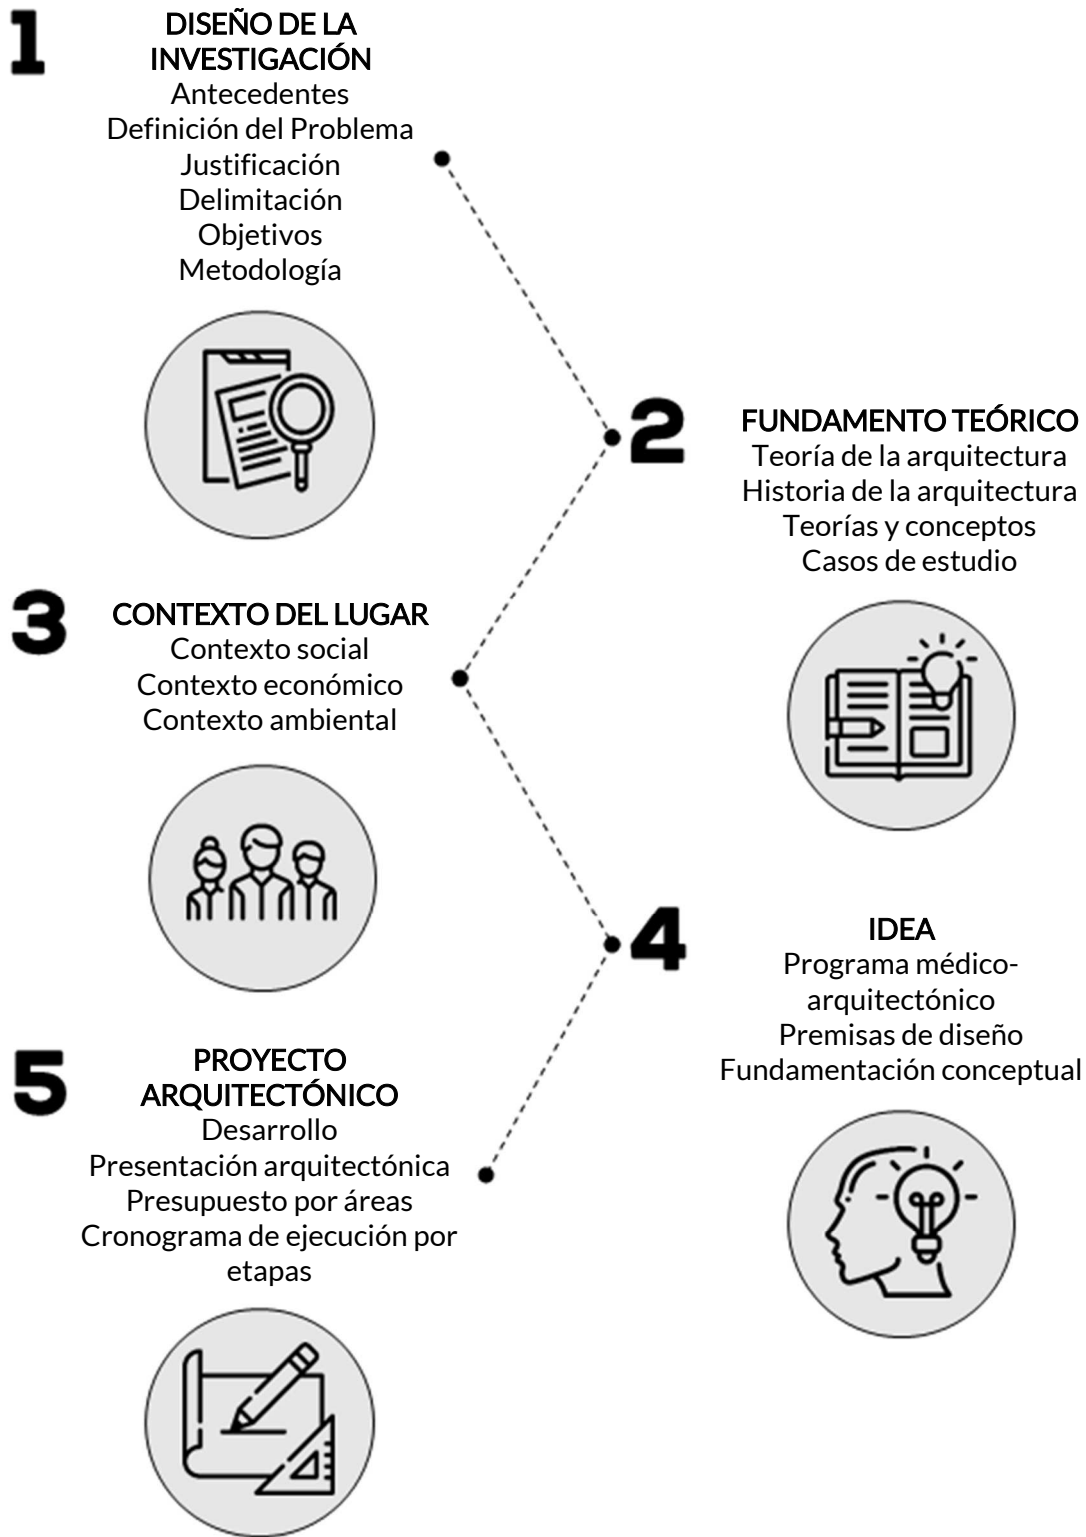 1
DISEÑO DE LA
INVESTIGACIÓN
Antecedentes
Definición del Problema
Justificación
Delimitación
Objetivos
Metodología
2
FUNDAMENTO TEÓRICO
Teoría de la arquitectura
Historia de la arquitectura
Teorías y conceptos
Casos de estudio
3
CONTEXTO DEL LUGAR
Contexto social
Contexto económico
Contexto ambiental
4
IDEA
Programa médico-
arquitectónico
Premisas de diseño
Fundamentación conceptual
5
PROYECTO
ARQUITECTÓNICO
Desarrollo
Presentación arquitectónica
Presupuesto por áreas
Cronograma de ejecución por
etapas